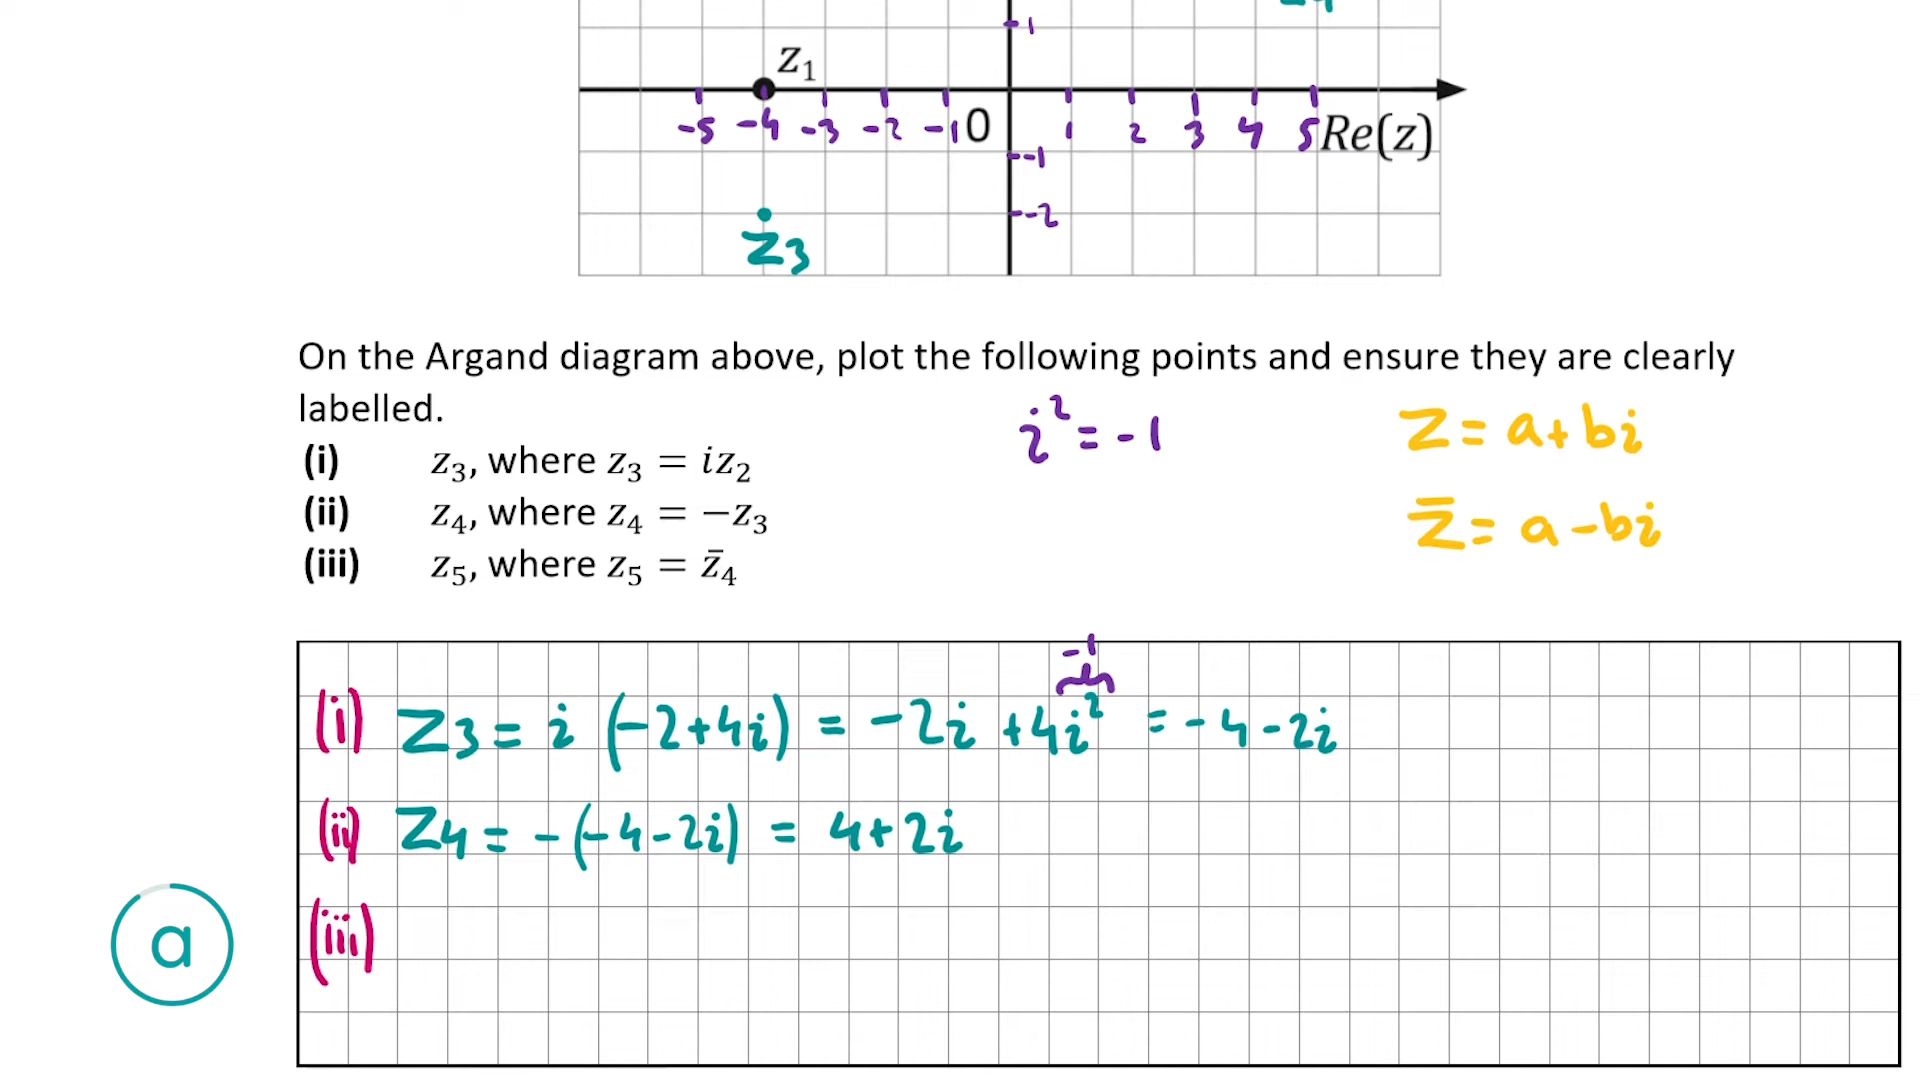 -1
z₁
-5 -4 -3 -2 -1 0 1 2 3 4 5 Re(z)
-1
-2
z3
On the Argand diagram above, plot the following points and ensure they are clearly
labelled.
i² = -1
z = a + bi
(i) z₃, where z₃ = iz₂
(ii) z₄, where z₄ = −z₃
z̄ = a - bi
(iii) z₅, where z₅ = z̄₄
-1
(i) z3 = i (-2+4i) = -2i +4i² = -4-2i
(ii) z4 = -(-4-2i) = 4+2i
(iii)
a